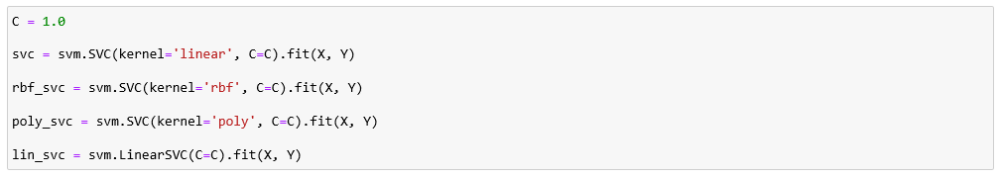 C = 1.0
svc = svm.SVC(kernel='linear', C=C).fit(X, Y)
rbf_svc = svm.SVC(kernel='rbf', C=C).fit(X, Y)
poly_svc = svm.SVC(kernel='poly', C=C).fit(X, Y)
lin_svc = svm.LinearSVC(C=C).fit(X, Y)